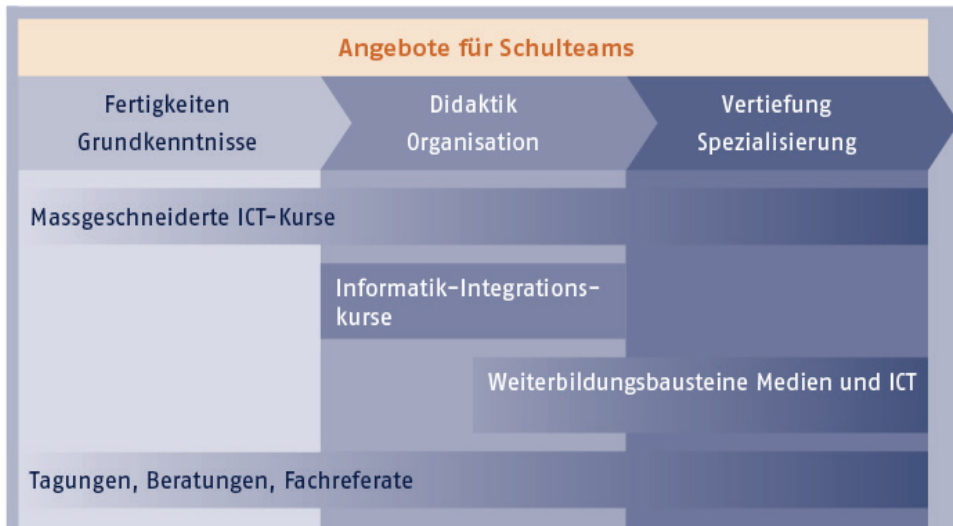 Angebote für Schulteams
Fertigkeiten
Grundkenntnisse
Didaktik
Organisation
Vertiefung
Spezialisierung
Massgeschneiderte ICT-Kurse
Informatik-Integrations-
kurse
Weiterbildungsbausteine Medien und ICT
Tagungen, Beratungen, Fachreferate